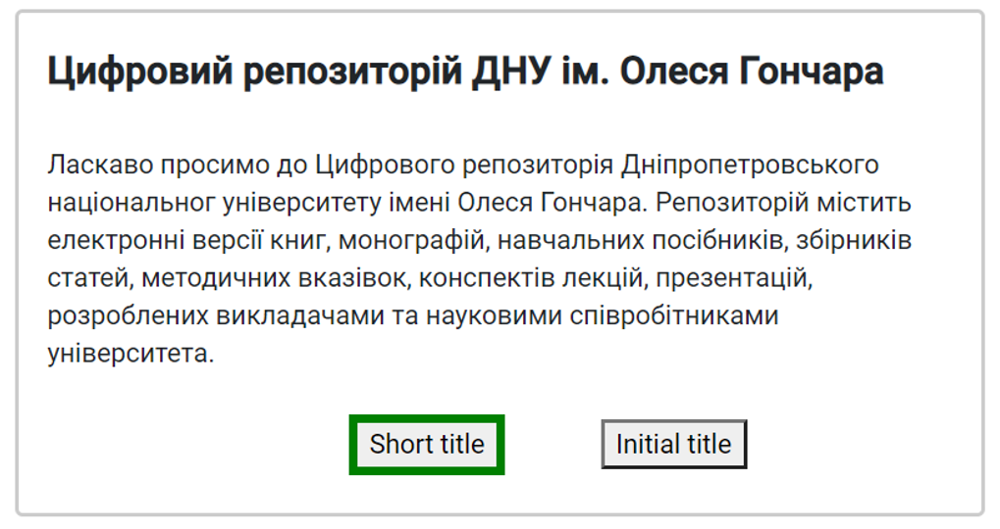 Цифровий репозиторій ДНУ ім. Олеся Гончара
Ласкаво просимо до Цифрового репозиторія Дніпропетровського
національног університету імені Олеся Гончара. Репозиторій містить
електронні версії книг, монографій, навчальних посібників, збірників
статей, методичних вказівок, конспектів лекцій, презентацій,
розроблених викладачами та науковими співробітниками
університета.
Short title
Initial title